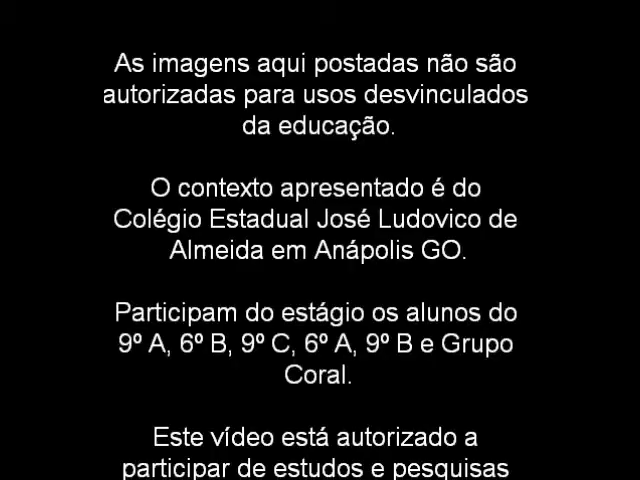 As imagens aqui postadas não são
autorizadas para usos desvinculados
da educação.
O contexto apresentado é do
Colégio Estadual José Ludovico de
Almeida em Anápolis GO.
Participam do estágio os alunos do
9º A, 6º B, 9º C, 6º A, 9º B e Grupo
Coral.
Este vídeo está autorizado a
participar de estudos e pesquisas